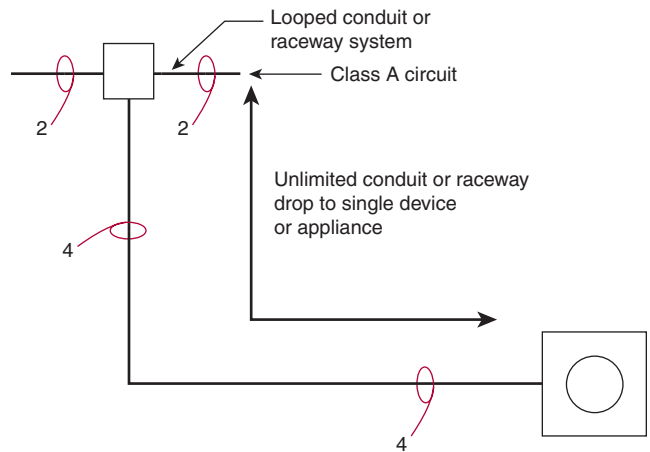 Looped conduit or
raceway system
Class A circuit
2
2
Unlimited conduit or raceway
drop to single device
or appliance
4
4